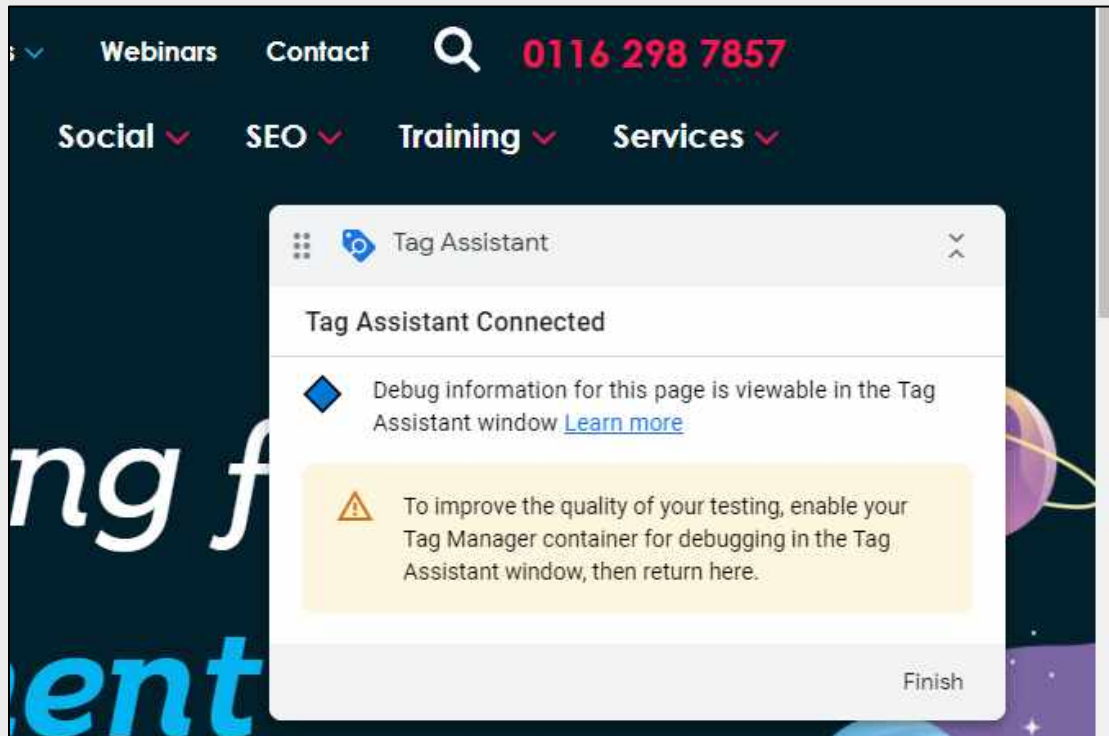 Webinars Contact 0116 298 7857
Social SEO Training Services
Tag Assistant
Tag Assistant Connected
Debug information for this page is viewable in the Tag
Assistant window Learn more
ng f
To improve the quality of your testing, enable your
Tag Manager container for debugging in the Tag
Assistant window, then return here.
ent
Finish